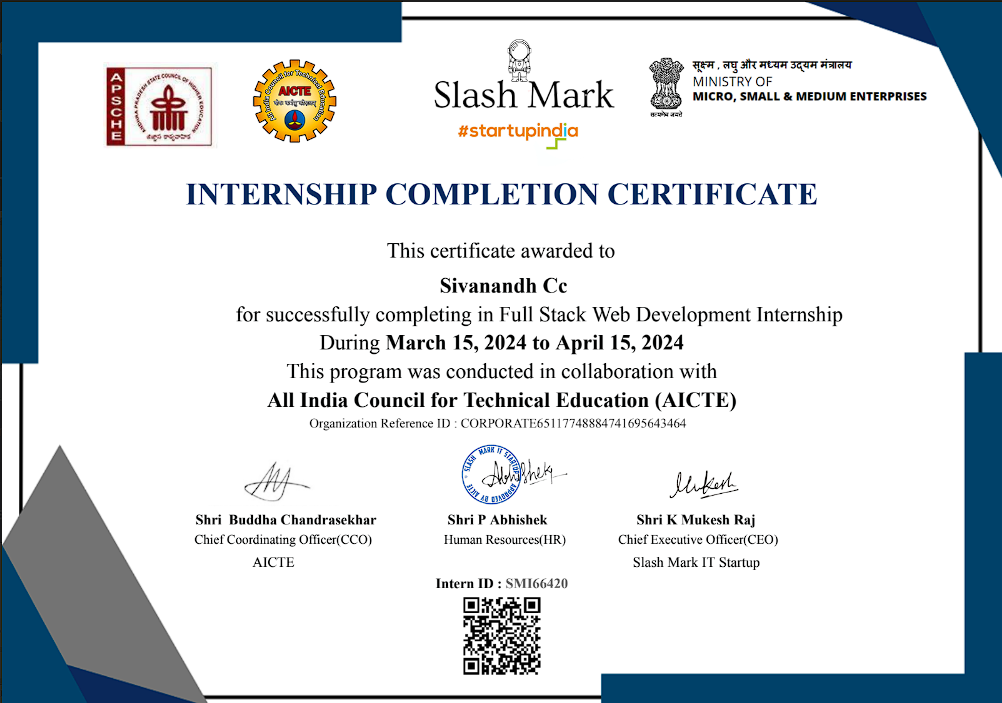 APSCHE
ANDHRA PRADESH STATE COUNCIL OF HIGHER EDUCATION
All India Council for Technical Education
AICTE
Slash Mark
#startupindia
सूक्ष्म , लघु और मध्यम उद्यम मंत्रालय
MINISTRY OF
MICRO, SMALL & MEDIUM ENTERPRISES
सत्यमेव जयते
INTERNSHIP COMPLETION CERTIFICATE
This certificate awarded to
Sivanandh Cc
for successfully completing in Full Stack Web Development Internship
During March 15, 2024 to April 15, 2024
This program was conducted in collaboration with
All India Council for Technical Education (AICTE)
Organization Reference ID : CORPORATE65117748884741695643464
SLASH MARK IT STARTUP
APPROVED BY AICTE
Abhishek
Mukesh
Shri Buddha Chandrasekhar
Shri P Abhishek
Shri K Mukesh Raj
Chief Coordinating Officer(CCO)
Human Resources(HR)
Chief Executive Officer(CEO)
AICTE
Slash Mark IT Startup
Intern ID : SMI66420